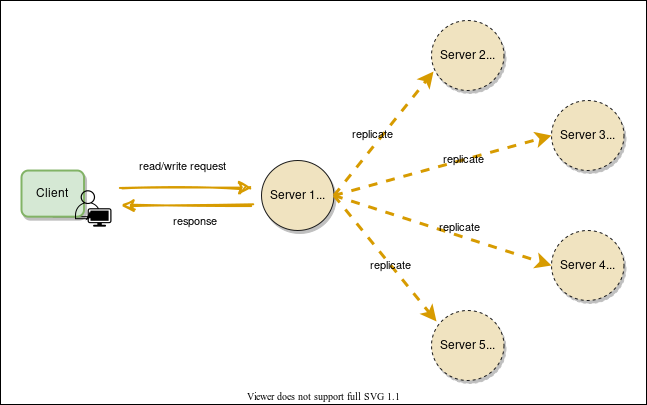 Server 2...
replicate
Server 3...
replicate
read/write request
Client
Server 1...
response
replicate
Server 4...
replicate
Server 5...
Viewer does not support full SVG 1.1